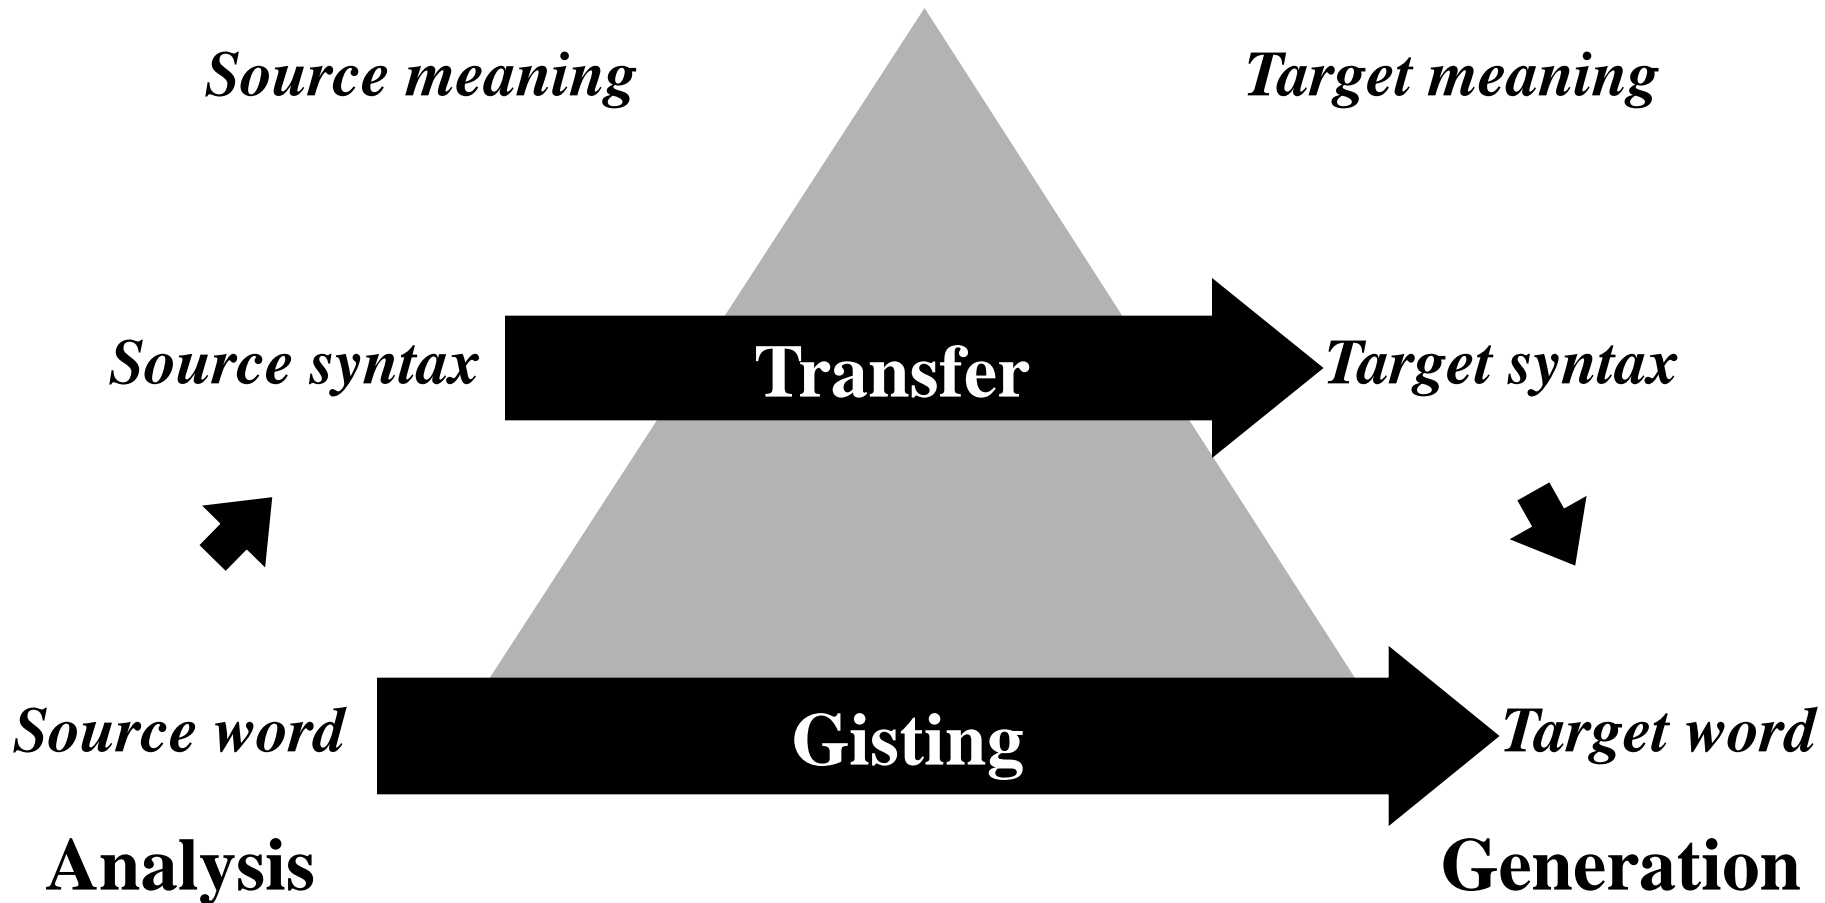 Source meaning
Target meaning
Source syntax
Transfer
Target syntax
Source word
Gisting
Target word
Analysis
Generation